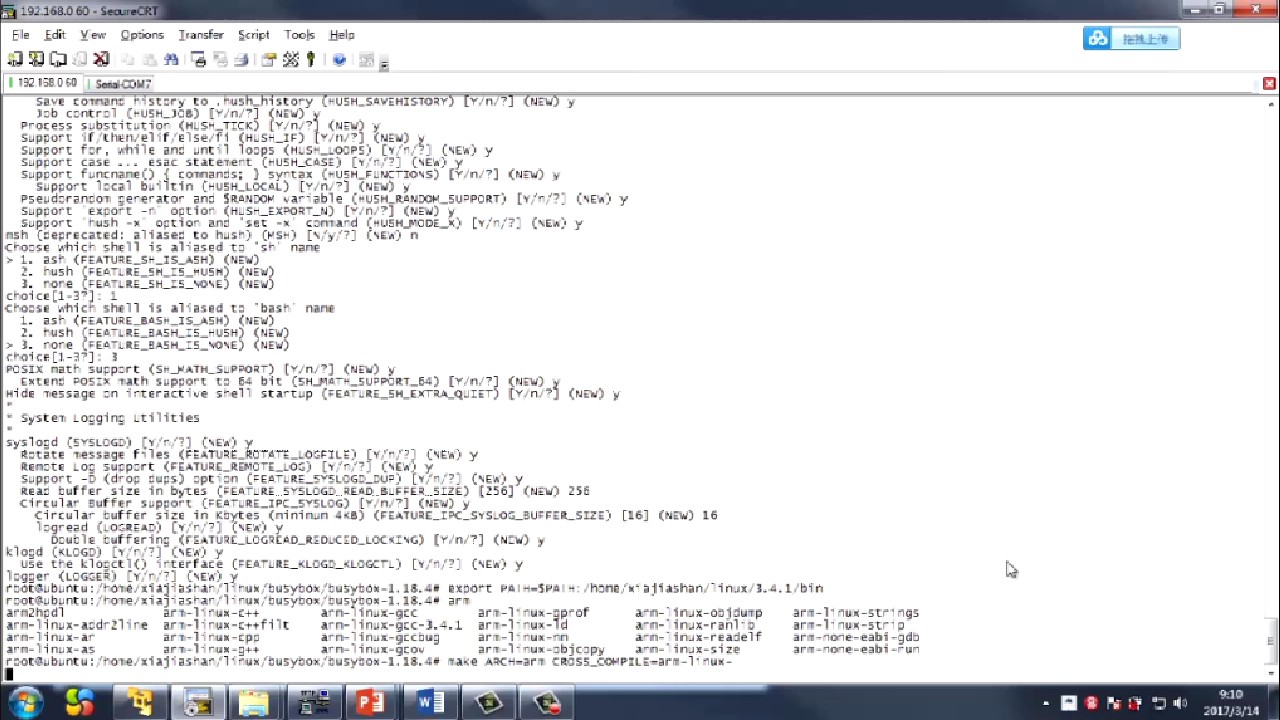 192.168.0 60 - SecureCRT
File Edit View Options Transfer Script Tools Help
拖拽上传
192.168.0 60 Serial-COM7
Save command history to .hush_history (HUSH_SAVEHISTORY) [Y/n/?] (NEW) y
Job control (HUSH_JOB) [Y/n/?] (NEW) y
Process substitution (HUSH_TICK) [Y/n/?] (NEW) y
Support if/then/elif/else/fi (HUSH_IF) [Y/n/?] (NEW) y
Support for, while and until loops (HUSH_LOOPS) [Y/n/?] (NEW) y
Support case ... esac statement (HUSH_CASE) [Y/n/?] (NEW) y
Support funcname() { commands; } syntax (HUSH_FUNCTIONS) [Y/n/?] (NEW) y
Support local builtin (HUSH_LOCAL) [Y/n/?] (NEW) y
Pseudorandom generator and $RANDOM variable (HUSH_RANDOM_SUPPORT) [Y/n/?] (NEW) y
Support `export -n' option (HUSH_EXPORT_N) [Y/n/?] (NEW) y
Support `hush -x' option and `set -x' command (HUSH_MODE_X) [Y/n/?] (NEW) y
msh (deprecated: aliased to hush) (MSH) [N/y/?] (NEW) n
Choose which shell is aliased to 'sh' name
> 1. ash (FEATURE_SH_IS_ASH) (NEW)
2. hush (FEATURE_SH_IS_HUSH) (NEW)
3. none (FEATURE_SH_IS_NONE) (NEW)
choice[1-3?]: 1
Choose which shell is aliased to 'bash' name
1. ash (FEATURE_BASH_IS_ASH) (NEW)
2. hush (FEATURE_BASH_IS_HUSH) (NEW)
> 3. none (FEATURE_BASH_IS_NONE) (NEW)
choice[1-3?]: 3
POSIX math support (SH_MATH_SUPPORT) [Y/n/?] (NEW) y
Extend POSIX math support to 64 bit (SH_MATH_SUPPORT_64) [Y/n/?] (NEW) y
Hide message on interactive shell startup (FEATURE_SH_EXTRA_QUIET) [Y/n/?] (NEW) y
*
* System Logging Utilities
*
syslogd (SYSLOGD) [Y/n/?] (NEW) y
Rotate message files (FEATURE_ROTATE_LOGFILE) [Y/n/?] (NEW) y
Remote Log support (FEATURE_REMOTE_LOG) [Y/n/?] (NEW) y
Support -D (drop dups) option (FEATURE_SYSLOGD_DUP) [Y/n/?] (NEW) y
Read buffer size in bytes (FEATURE_SYSLOGD_READ_BUFFER_SIZE) [256] (NEW) 256
Circular Buffer support (FEATURE_IPC_SYSLOG) [Y/n/?] (NEW) y
Circular buffer size in Kbytes (minimum 4KB) (FEATURE_IPC_SYSLOG_BUFFER_SIZE) [16] (NEW) 16
logread (LOGREAD) [Y/n/?] (NEW) y
Double buffering (FEATURE_LOGREAD_REDUCED_LOCKING) [Y/n/?] (NEW) y
klogd (KLOGD) [Y/n/?] (NEW) y
Use the klogctl() interface (FEATURE_KLOGD_KLOGCTL) [Y/n/?] (NEW) y
logger (LOGGER) [Y/n/?] (NEW) y
root@ubuntu:/home/xiajiashan/linux/busybox/busybox-1.18.4# export PATH=$PATH:/home/xiajiashan/linux/3.4.1/bin
root@ubuntu:/home/xiajiashan/linux/busybox/busybox-1.18.4# arm
arm2hpdl arm-linux-c++ arm-linux-gcc arm-linux-gprof arm-linux-objdump arm-linux-strings
arm-linux-addr2line arm-linux-c++filt arm-linux-gcc-3.4.1 arm-linux-ld arm-linux-ranlib arm-linux-strip
arm-linux-ar arm-linux-cpp arm-linux-gccbug arm-linux-nm arm-linux-readelf arm-none-eabi-gdb
arm-linux-as arm-linux-g++ arm-linux-gcov arm-linux-objcopy arm-linux-size arm-none-eabi-run
root@ubuntu:/home/xiajiashan/linux/busybox/busybox-1.18.4# make ARCH=arm CROSS_COMPILE=arm-linux-
9:10
2017/3/14